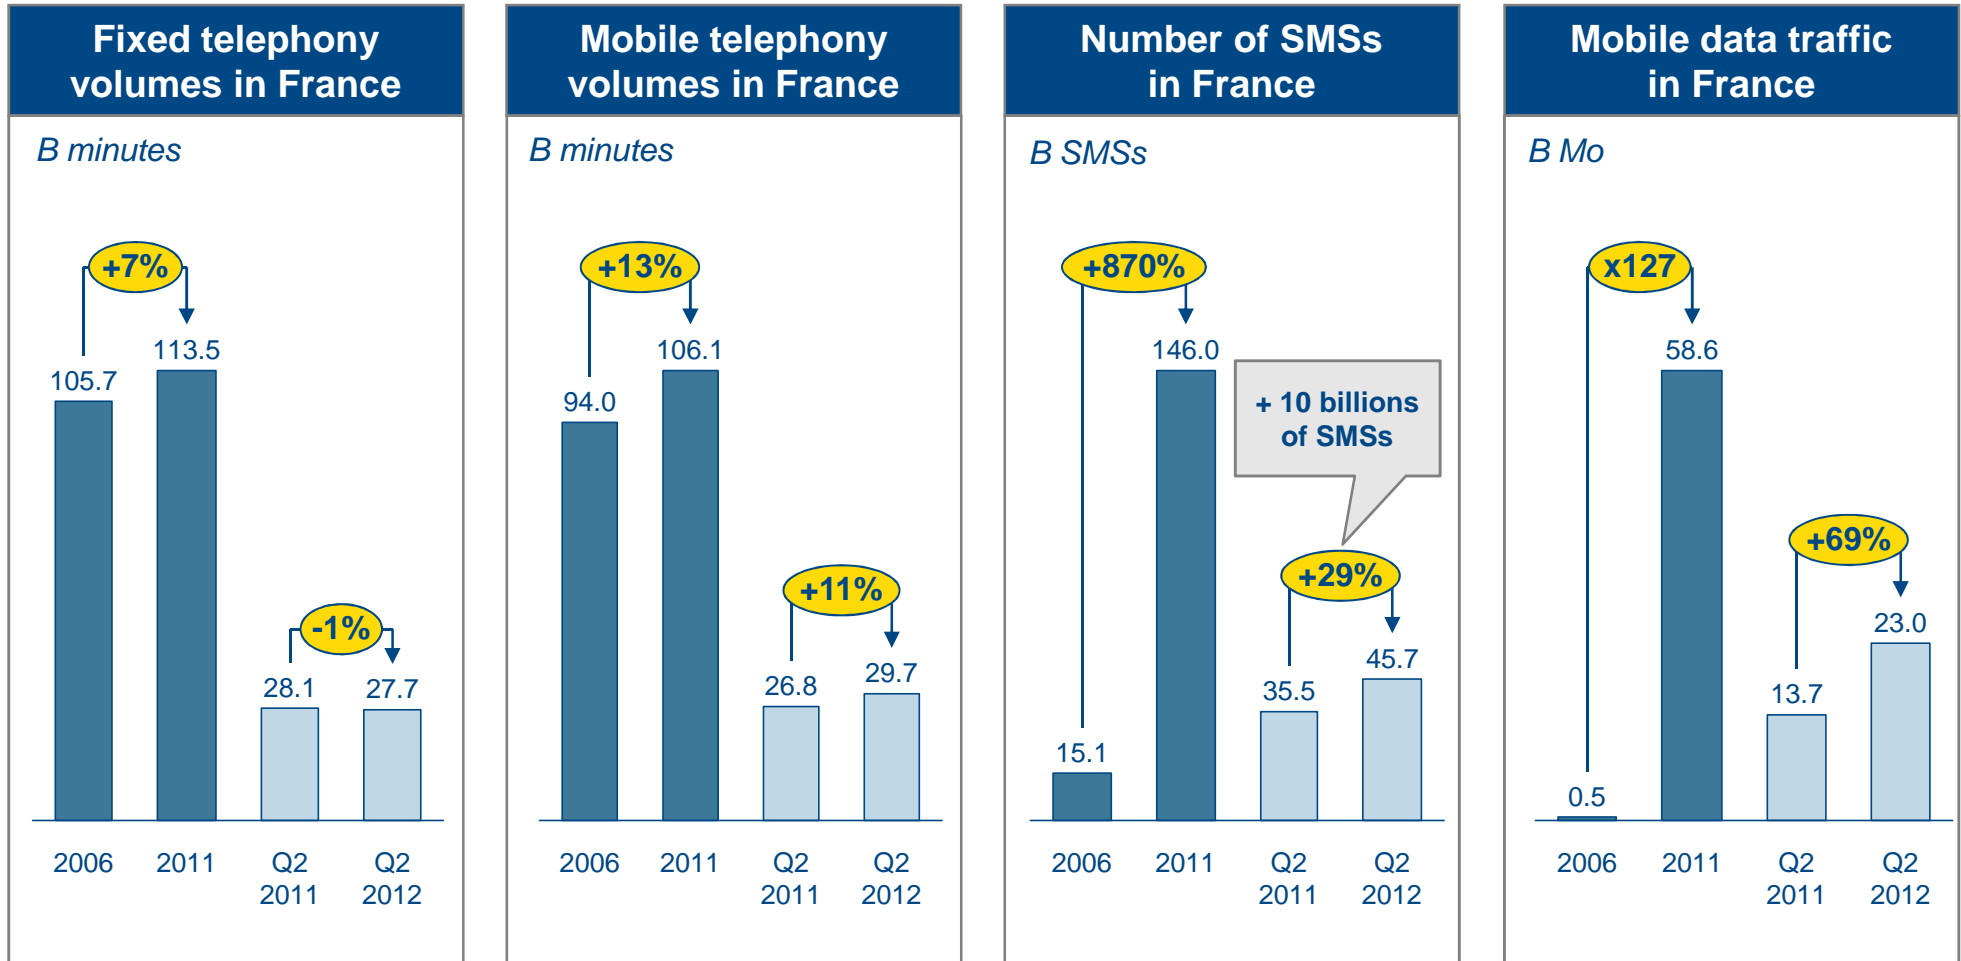 Fixed telephony
volumes in France
B minutes
+7%
113.5
105.7
-1%
28.1
27.7
2006
2011
Q2
2011
Q2
2012
Mobile telephony
volumes in France
B minutes
+13%
106.1
94.0
+11%
26.8
29.7
2006
2011
Q2
2011
Q2
2012
Number of SMSs
in France
B SMSs
+870%
146.0
+ 10 billions
of SMSs
+29%
45.7
35.5
15.1
2006
2011
Q2
2011
Q2
2012
Mobile data traffic
in France
B Mo
x127
58.6
+69%
23.0
13.7
0.5
2006
2011
Q2
2011
Q2
2012